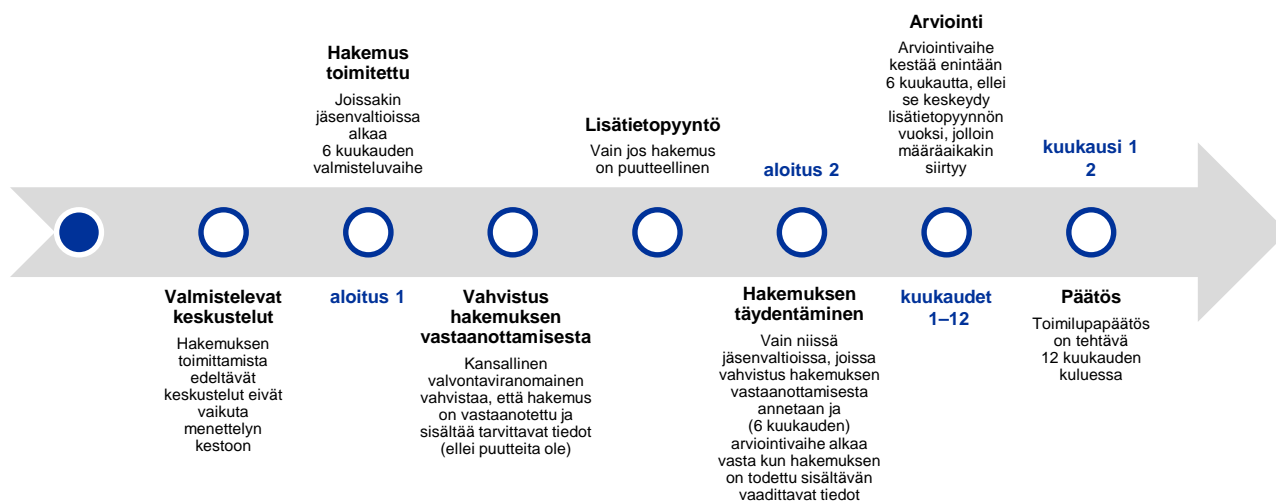 Valmistelevat
keskustelut
Hakemuksen
toimittamista
edeltävät
keskustelut eivät
vaikuta
menettelyn
kestoon
Hakemus
toimitettu
Joissakin
jäsenvaltioissa
alkaa
6 kuukauden
valmisteluvaihe
aloitus 1
Vahvistus
hakemuksen
vastaanottamisesta
Kansallinen
valvontaviranomainen
vahvistaa, että hakemus
on vastaanotettu ja
sisältää tarvittavat tiedot
(ellei puutteita ole)
Lisätietopyyntö
Vain jos hakemus
on puutteellinen
aloitus 2
Hakemuksen
täydentäminen
Vain niissä
jäsenvaltioissa, joissa
vahvistus hakemuksen
vastaanottamisesta
annetaan ja
(6 kuukauden)
arviointivaihe alkaa
vasta kun hakemuksen
on todettu sisältävän
vaadittavat tiedot
Arviointi
Arviointivaihe
kestää enintään
6 kuukautta, ellei
se keskeydy
lisätietopyynnön
vuoksi, jolloin
määräaikakin
siirtyy
kuukaudet
1–12
kuukausi 1
2
Päätös
Toimilupapäätös
on tehtävä
12 kuukauden
kuluessa